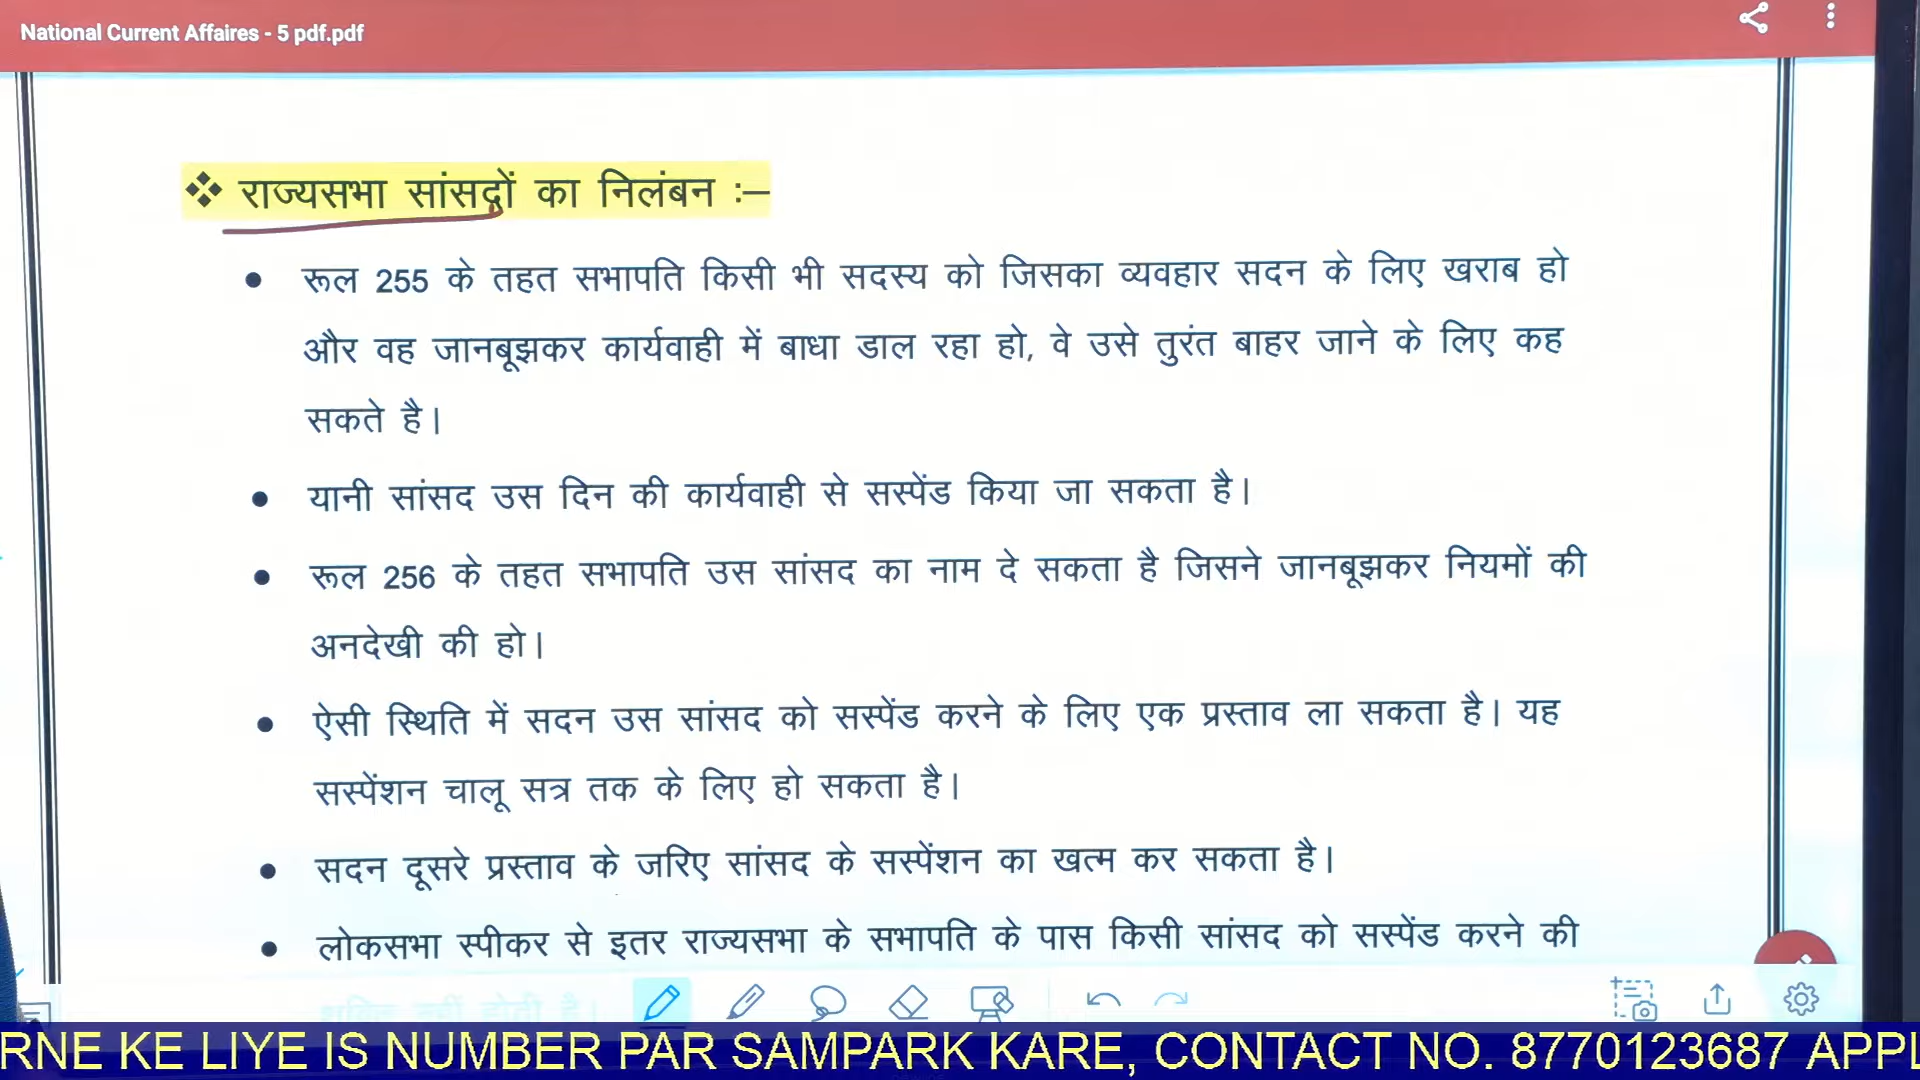 National Current Affaires - 5 pdf.pdf
❖ राज्यसभा सांसदों का निलंबन :–
• रूल 255 के तहत सभापति किसी भी सदस्य को जिसका व्यवहार सदन के लिए खराब हो
और वह जानबूझकर कार्यवाही में बाधा डाल रहा हो, वे उसे तुरंत बाहर जाने के लिए कह
सकते है।
• यानी सांसद उस दिन की कार्यवाही से सस्पेंड किया जा सकता है।
• रूल 256 के तहत सभापति उस सांसद का नाम दे सकता है जिसने जानबूझकर नियमों की
अनदेखी की हो।
• ऐसी स्थिति में सदन उस सांसद को सस्पेंड करने के लिए एक प्रस्ताव ला सकता है। यह
सस्पेंशन चालू सत्र तक के लिए हो सकता है।
• सदन दूसरे प्रस्ताव के जरिए सांसद के सस्पेंशन का खत्म कर सकता है।
• लोकसभा स्पीकर से इतर राज्यसभा के सभापति के पास किसी सांसद को सस्पेंड करने की
शक्ति नहीं होती है।
RNE KE LIYE IS NUMBER PAR SAMPARK KARE, CONTACT NO. 8770123687 APPL